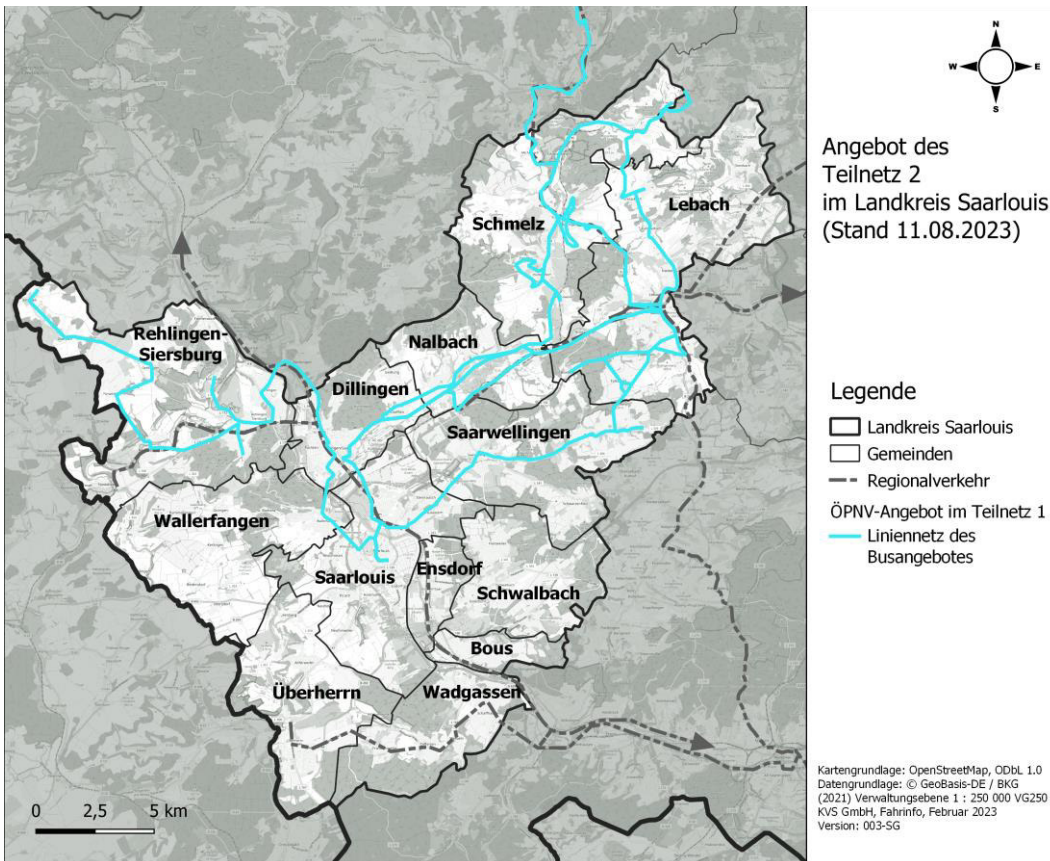 N
W E
S
Angebot des
Teilnetz 2
im Landkreis Saarlouis
(Stand 11.08.2023)
Schmelz
Lebach
Rehlingen-
Siersburg
Nalbach
Dillingen
Saarwellingen
Wallerfangen
Saarlouis
Ensdorf
Schwalbach
Bous
Überherrn
Wadgassen
Legende
Landkreis Saarlouis
Gemeinden
Regionalverkehr
ÖPNV-Angebot im Teilnetz 1
Liniennetz des
Busangebotes
0 2,5 5 km
Kartengrundlage: OpenStreetMap, ODbL 1.0
Datengrundlage: © GeoBasis-DE / BKG
(2021) Verwaltungsebene 1 : 250 000 VG250
KVS GmbH, Fahrinfo, Februar 2023
Version: 003-SG